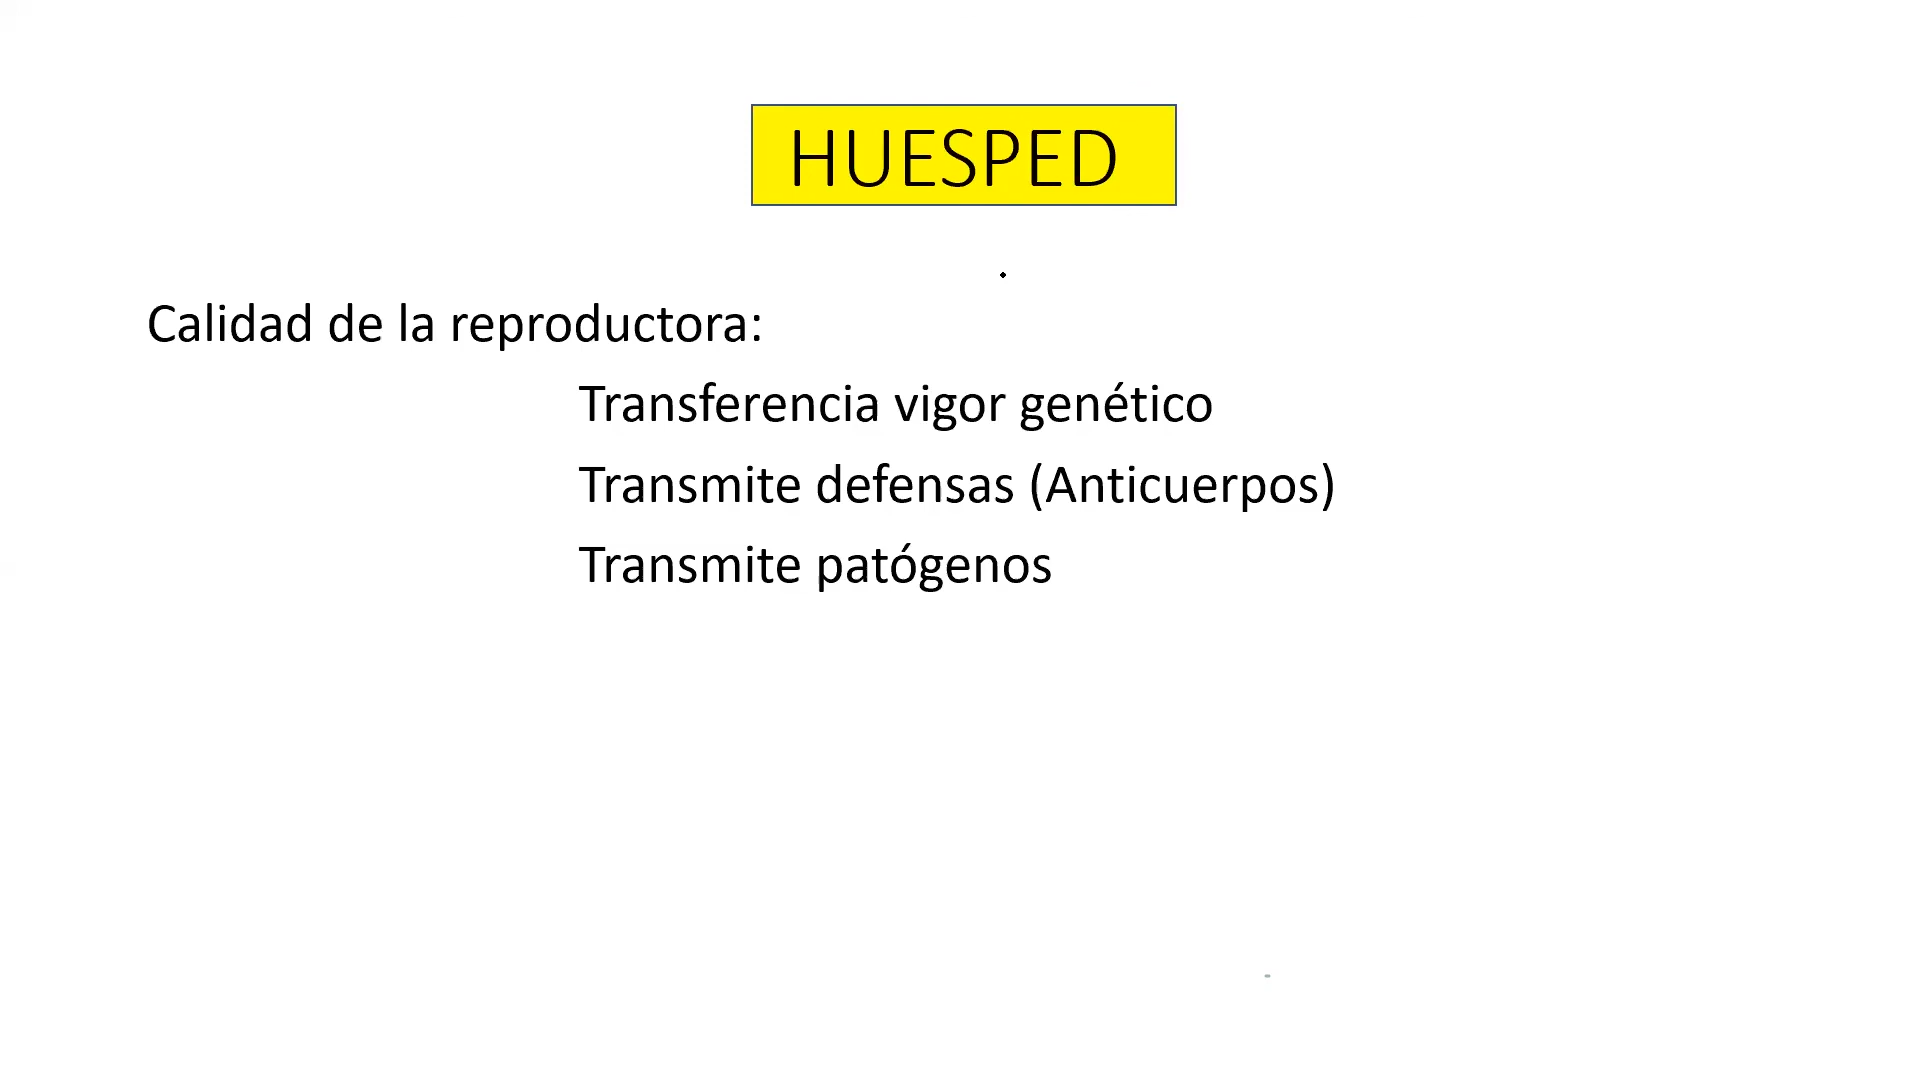 HUESPED
Calidad de la reproductora:
Transferencia vigor genético
Transmite defensas (Anticuerpos)
Transmite patógenos